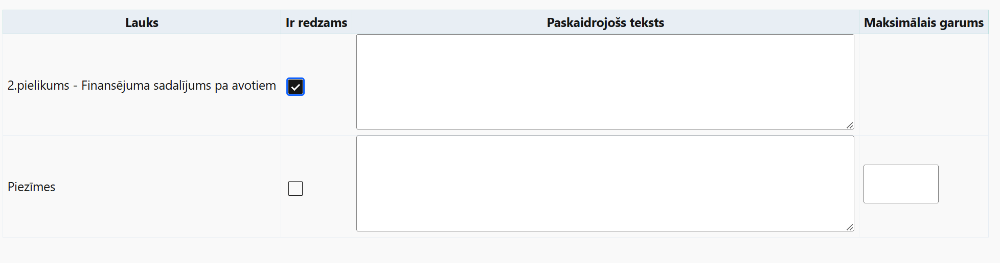 Lauks Ir redzams Paskaidrojošs teksts Maksimālais garums
2.pielikums - Finansējuma sadalījums pa avotiem
Piezīmes